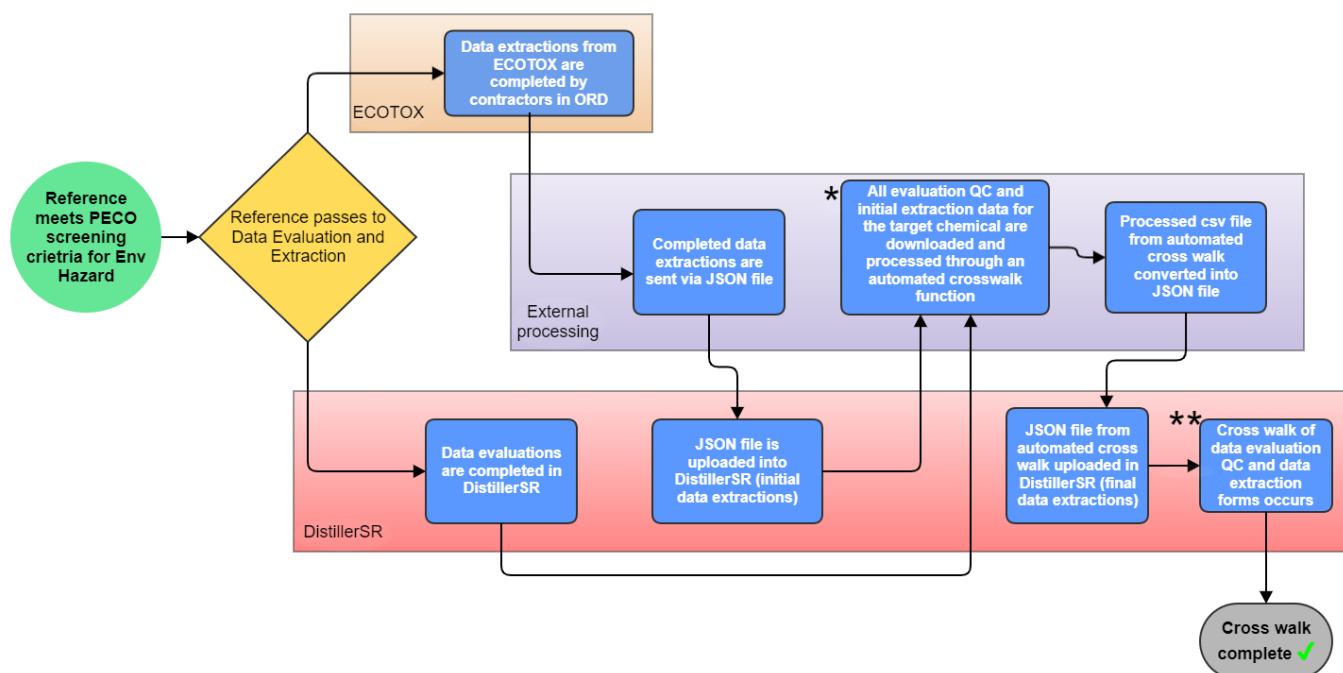 Data extractions from
ECOTOX are
completed by
contractors in ORD
ECOTOX
Reference
meets PECO
screening
crietria for Env
Hazard
Reference passes to
Data Evaluation and
Extraction
Completed data
extractions are
sent via JSON file
*
All evaluation QC and
initial extraction data for
the target chemical are
downloaded and
processed through an
automated crosswalk
function
Processed csv file
from automated
cross walk
converted into
JSON file
External
processing
Data evaluations
are completed in
DistillerSR
JSON file is
uploaded into
DistillerSR (initial
data extractions)
JSON file from
automated cross
walk uploaded in
DistillerSR (final
data extractions)
**
Cross walk of
data evaluation
QC and data
extraction
forms occurs
DistillerSR
Cross walk
complete ✓